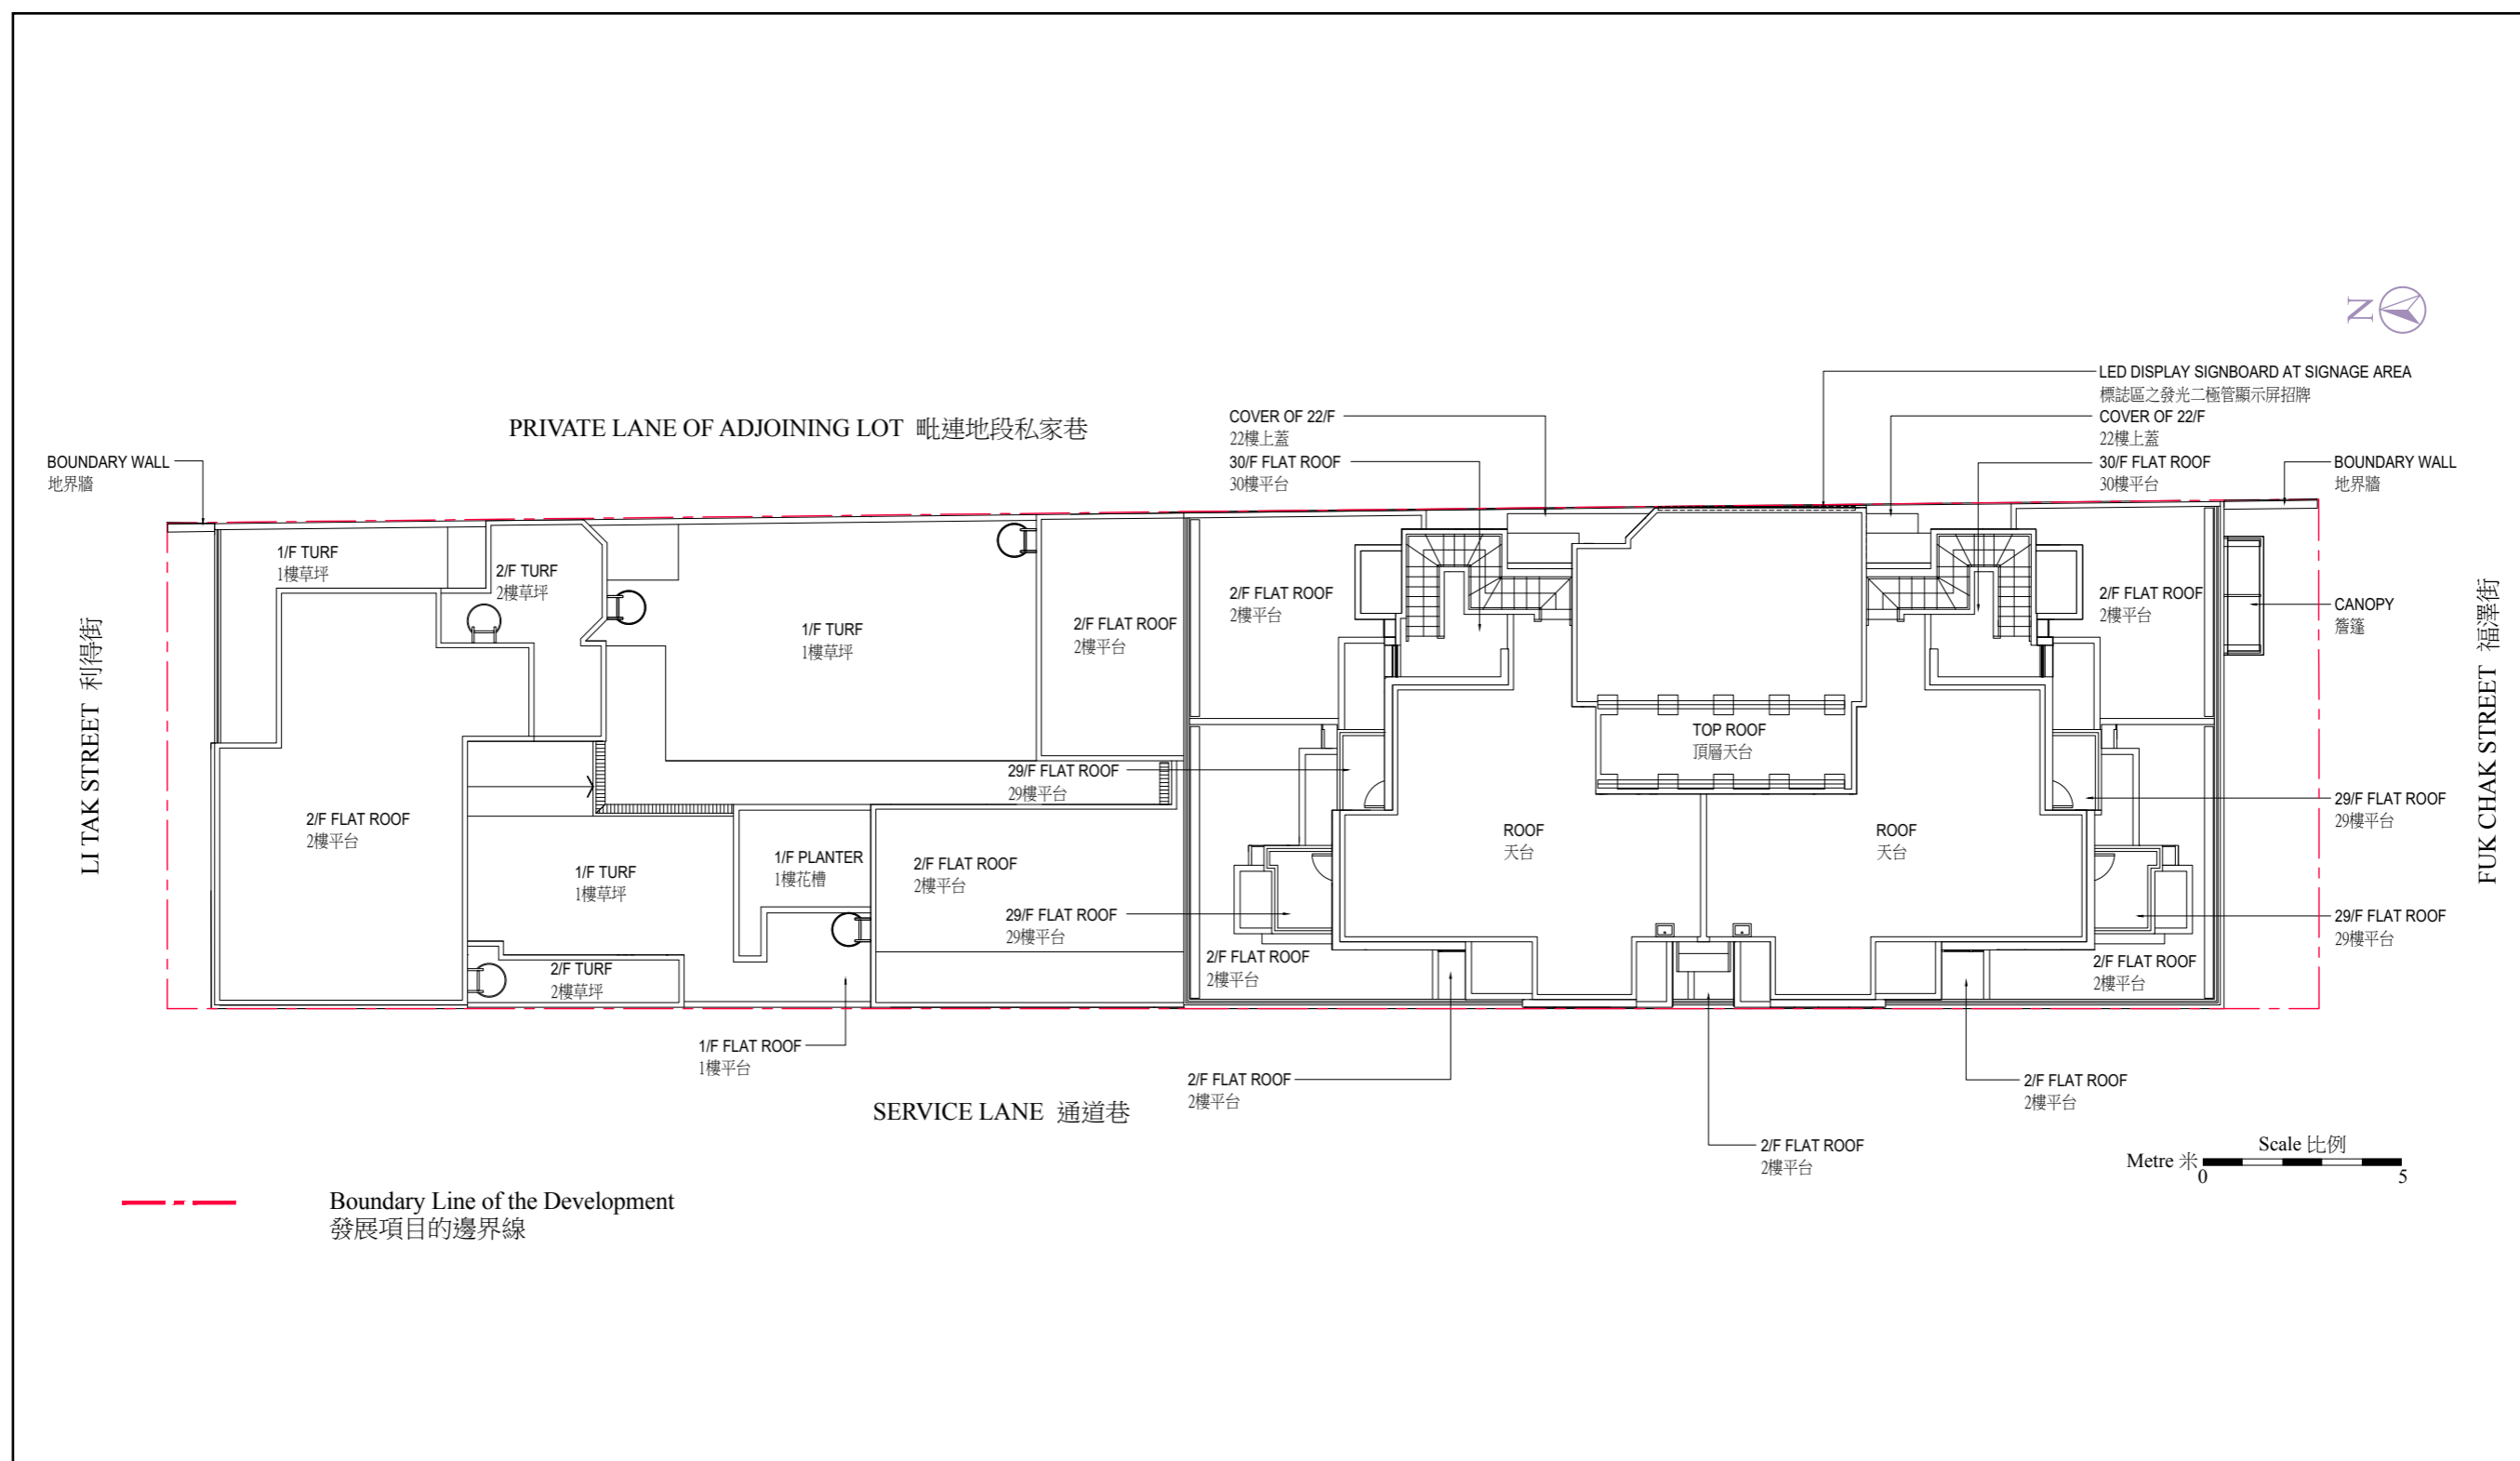 N
LED DISPLAY SIGNBOARD AT SIGNAGE AREA
標誌區之發光二極管顯示屏招牌
PRIVATE LANE OF ADJOINING LOT 毗連地段私家巷
COVER OF 22/F
22樓上蓋
30/F FLAT ROOF
30樓平台
COVER OF 22/F
22樓上蓋
30/F FLAT ROOF
30樓平台
BOUNDARY WALL
地界牆
BOUNDARY WALL
地界牆
1/F TURF
1樓草坪
2/F TURF
2樓草坪
1/F TURF
1樓草坪
2/F FLAT ROOF
2樓平台
2/F FLAT ROOF
2樓平台
2/F FLAT ROOF
2樓平台
CANOPY
簷篷
LI TAK STREET 利得街
FUK CHAK STREET 福澤街
TOP ROOF
頂層天台
29/F FLAT ROOF
29樓平台
29/F FLAT ROOF
29樓平台
2/F FLAT ROOF
2樓平台
ROOF
天台
ROOF
天台
1/F TURF
1樓草坪
1/F PLANTER
1樓花槽
2/F FLAT ROOF
2樓平台
29/F FLAT ROOF
29樓平台
29/F FLAT ROOF
29樓平台
2/F TURF
2樓草坪
2/F FLAT ROOF
2樓平台
2/F FLAT ROOF
2樓平台
1/F FLAT ROOF
1樓平台
2/F FLAT ROOF
2樓平台
2/F FLAT ROOF
2樓平台
SERVICE LANE 通道巷
2/F FLAT ROOF
2樓平台
Scale 比例
Metre 米
0 5
Boundary Line of the Development
發展項目的邊界線